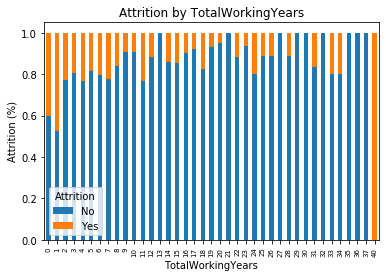 Attrition by TotalWorkingYears
Attrition (%)
1.0
0.8
0.6
0.4
0.2
0.0
Attrition
No
Yes
0 1 2 3 4 5 6 7 8 9 10 11 12 13 14 15 16 17 18 19 20 21 22 23 24 25 26 27 28 29 30 31 32 33 34 35 36 37 40
TotalWorkingYears